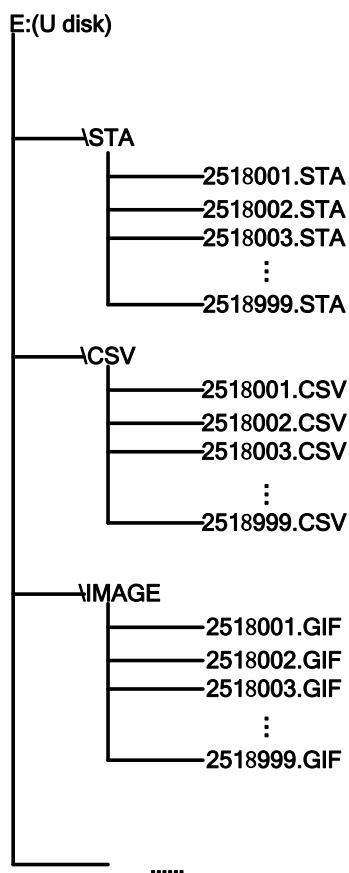 E:(U disk)
\STA
2518001.STA
2518002.STA
2518003.STA
⋮
2518999.STA
\CSV
2518001.CSV
2518002.CSV
2518003.CSV
⋮
2518999.CSV
\IMAGE
2518001.GIF
2518002.GIF
2518003.GIF
⋮
2518999.GIF
......